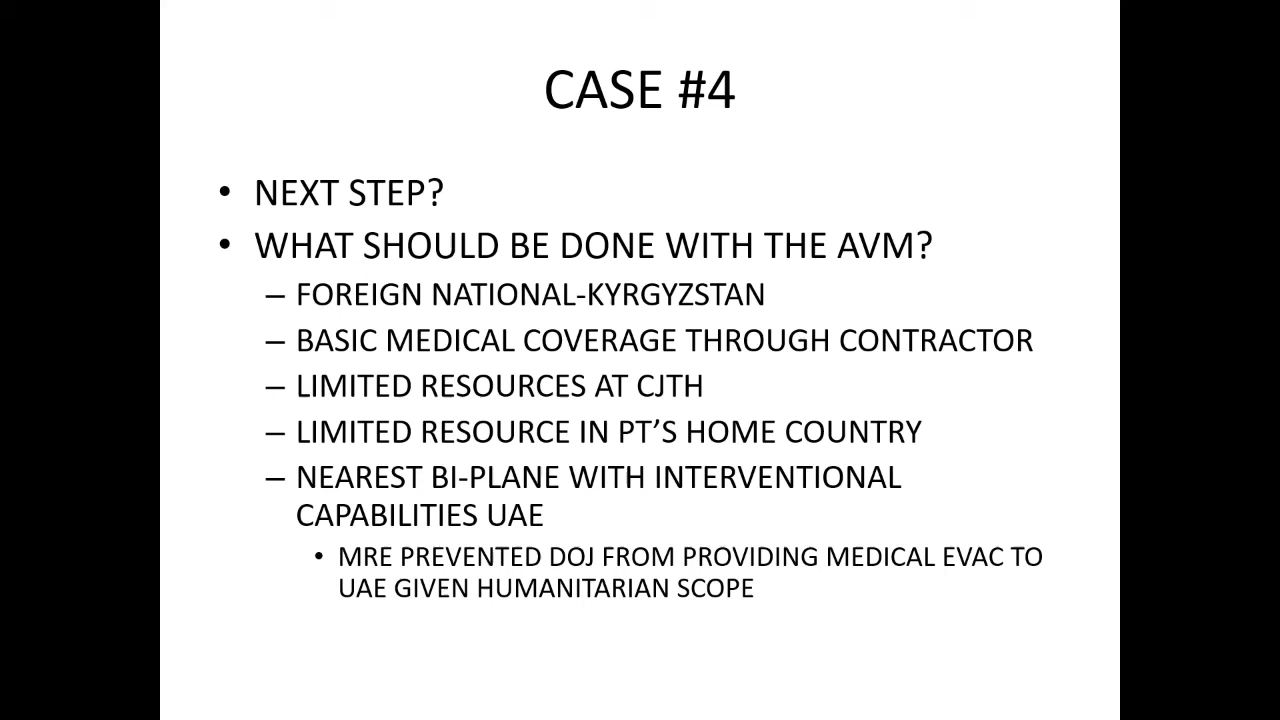 CASE #4
• NEXT STEP?
• WHAT SHOULD BE DONE WITH THE AVM?
– FOREIGN NATIONAL-KYRGYZSTAN
– BASIC MEDICAL COVERAGE THROUGH CONTRACTOR
– LIMITED RESOURCES AT CJTH
– LIMITED RESOURCE IN PT’S HOME COUNTRY
– NEAREST BI-PLANE WITH INTERVENTIONAL
CAPABILITIES UAE
• MRE PREVENTED DOJ FROM PROVIDING MEDICAL EVAC TO
UAE GIVEN HUMANITARIAN SCOPE